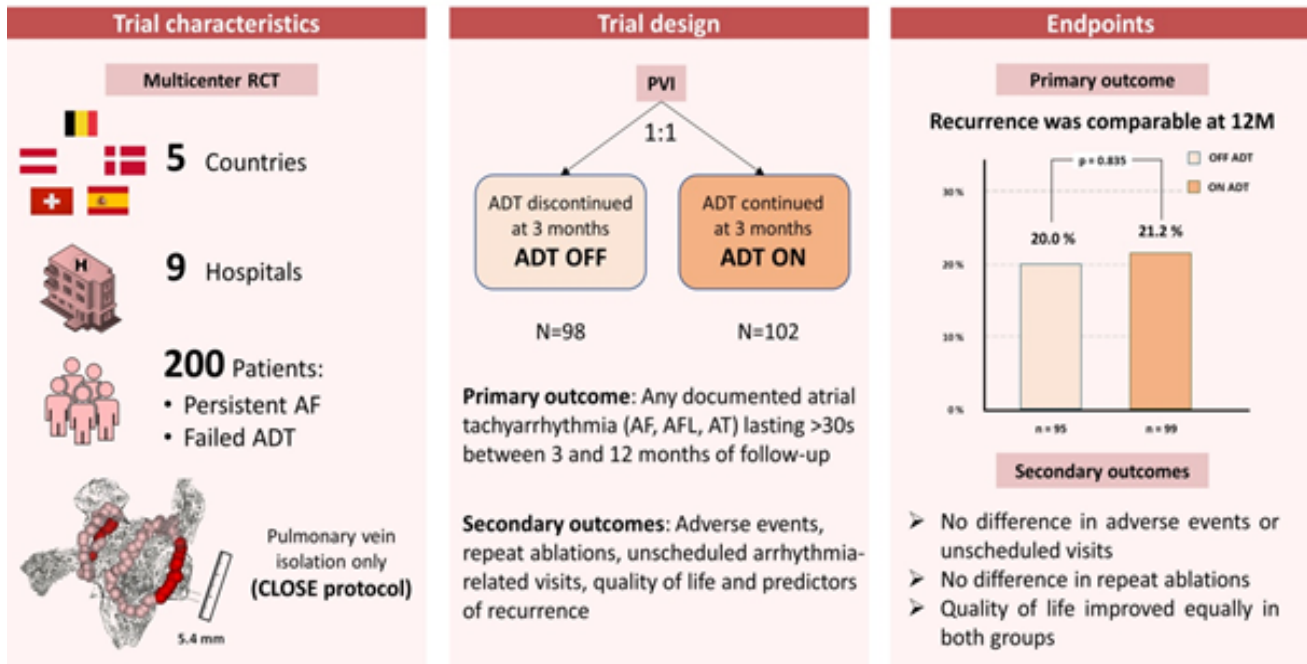 Trial characteristics
Multicenter RCT
5 Countries
H
9 Hospitals
200 Patients:
• Persistent AF
• Failed ADT
Pulmonary vein
isolation only
(CLOSE protocol)
5.4 mm
Trial design
PVI
1:1
ADT discontinued
at 3 months
ADT OFF
ADT continued
at 3 months
ADT ON
N=98
N=102
Primary outcome: Any documented atrial
tachyarrhythmia (AF, AFL, AT) lasting >30s
between 3 and 12 months of follow-up
Secondary outcomes: Adverse events,
repeat ablations, unscheduled arrhythmia-
related visits, quality of life and predictors
of recurrence
Endpoints
Primary outcome
Recurrence was comparable at 12M
OFF ADT
ON ADT
p = 0.835
30%
20.0 %
21.2 %
20%
10%
0%
n = 95
n = 99
Secondary outcomes
➢ No difference in adverse events or
unscheduled visits
➢ No difference in repeat ablations
➢ Quality of life improved equally in
both groups